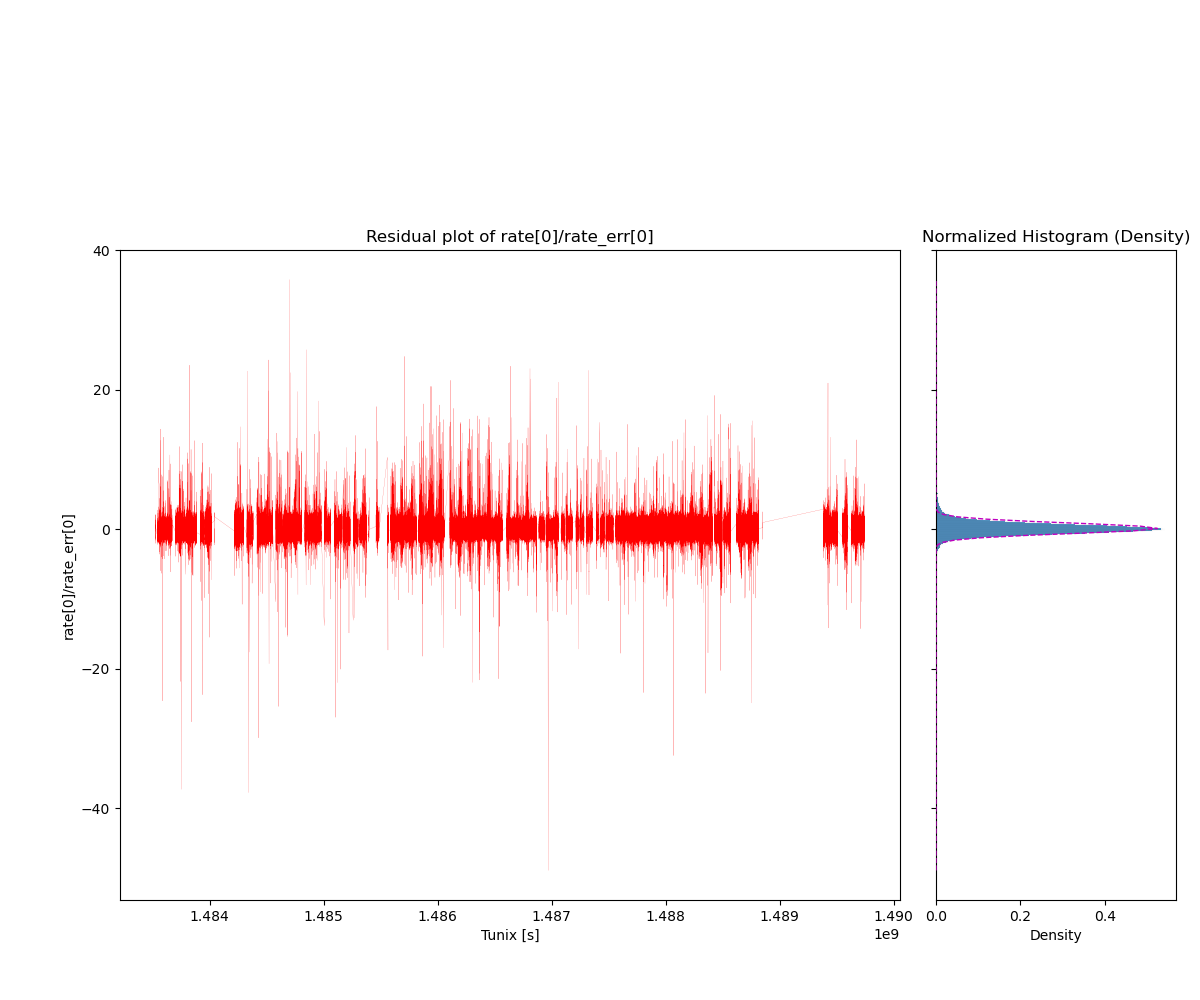 Residual plot of rate[0]/rate_err[0]
Normalized Histogram (Density)
40
20
0
−20
−40
rate[0]/rate_err[0]
1.484 1.485 1.486 1.487 1.488 1.489 1.490
1e9
Tunix [s]
0.0 0.2 0.4
Density